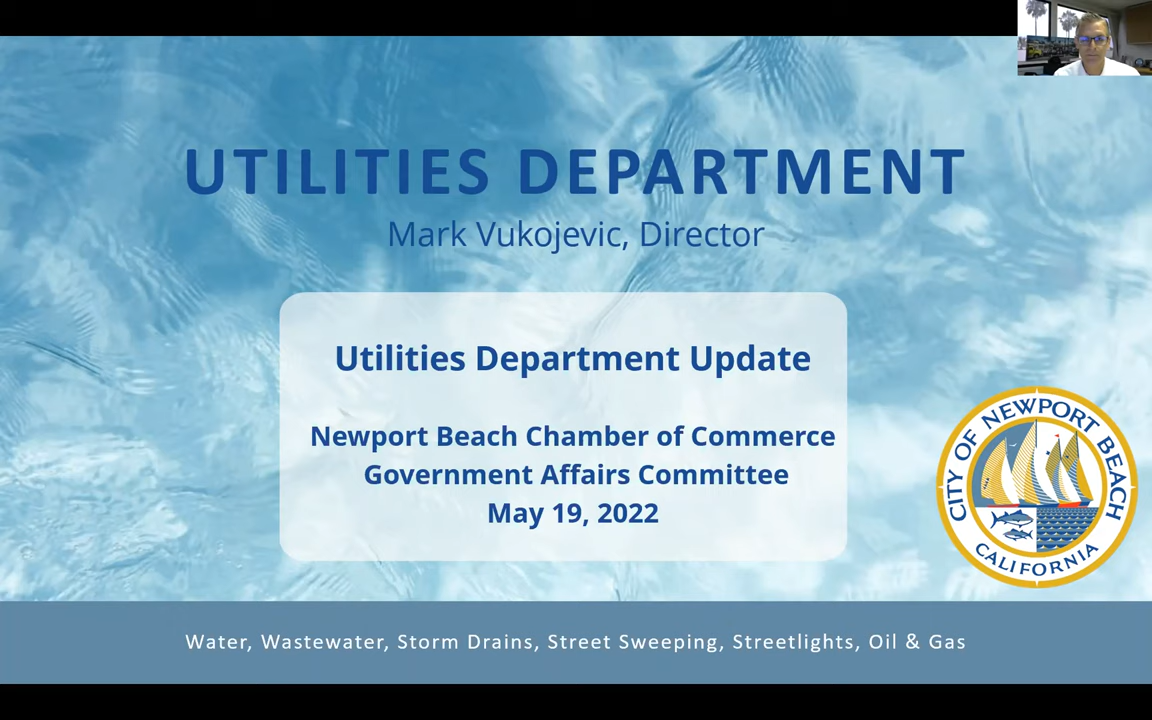 UTILITIES DEPARTMENT
Mark Vukojevic, Director
Utilities Department Update
Newport Beach Chamber of Commerce
Government Affairs Committee
May 19, 2022
CITY OF NEWPORT BEACH
CALIFORNIA
Water, Wastewater, Storm Drains, Street Sweeping, Streetlights, Oil & Gas